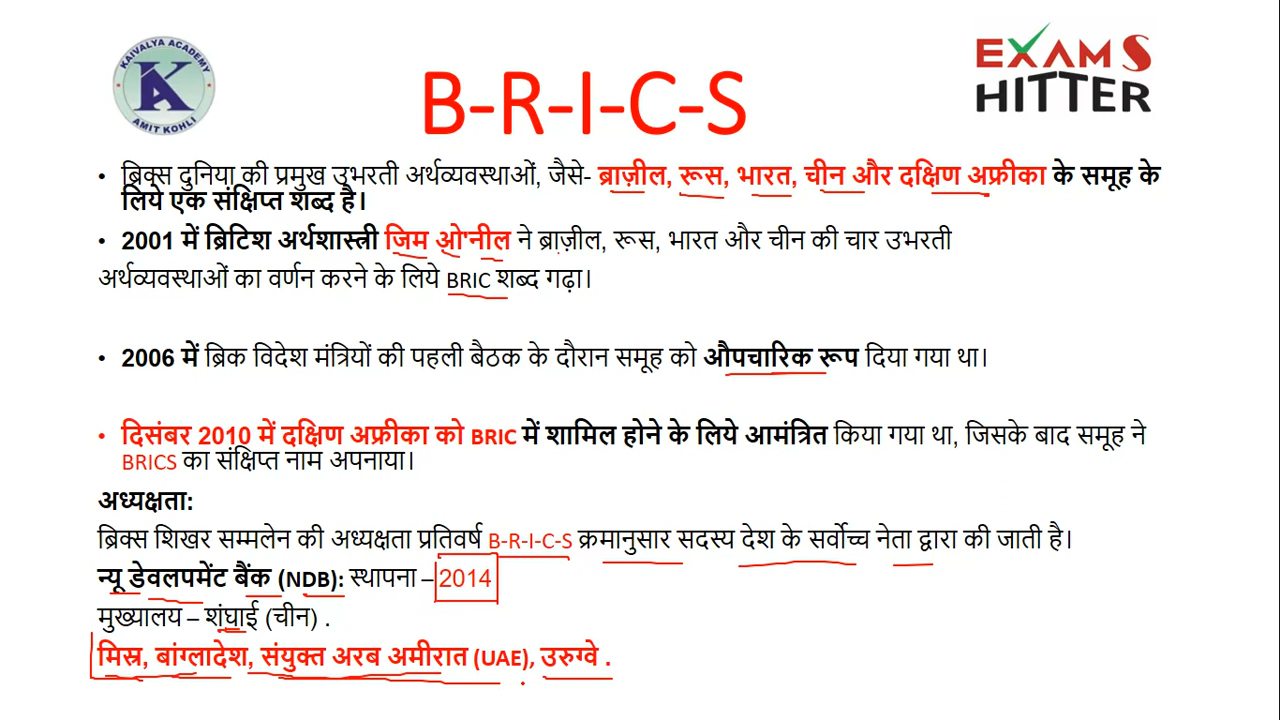 KAIVALYA ACADEMY
KA
AMIT KOHLI
EXAMS
HITTER
B-R-I-C-S
• ब्रिक्स दुनिया की प्रमुख उभरती अर्थव्यवस्थाओं, जैसे- ब्राज़ील, रूस, भारत, चीन और दक्षिण अफ्रीका के समूह के
लिये एक संक्षिप्त शब्द है।
• 2001 में ब्रिटिश अर्थशास्त्री जिम ओ'नील ने ब्राज़ील, रूस, भारत और चीन की चार उभरती
अर्थव्यवस्थाओं का वर्णन करने के लिये BRIC शब्द गढ़ा।
• 2006 में ब्रिक विदेश मंत्रियों की पहली बैठक के दौरान समूह को औपचारिक रूप दिया गया था।
• दिसंबर 2010 में दक्षिण अफ्रीका को BRIC में शामिल होने के लिये आमंत्रित किया गया था, जिसके बाद समूह ने
BRICS का संक्षिप्त नाम अपनाया।
अध्यक्षता:
ब्रिक्स शिखर सम्मलेन की अध्यक्षता प्रतिवर्ष B-R-I-C-S क्रमानुसार सदस्य देश के सर्वोच्च नेता द्वारा की जाती है।
न्यू डेवलपमेंट बैंक (NDB): स्थापना – 2014
मुख्यालय – शंघाई (चीन) .
मिस्र, बांग्लादेश, संयुक्त अरब अमीरात (UAE), उरुग्वे .